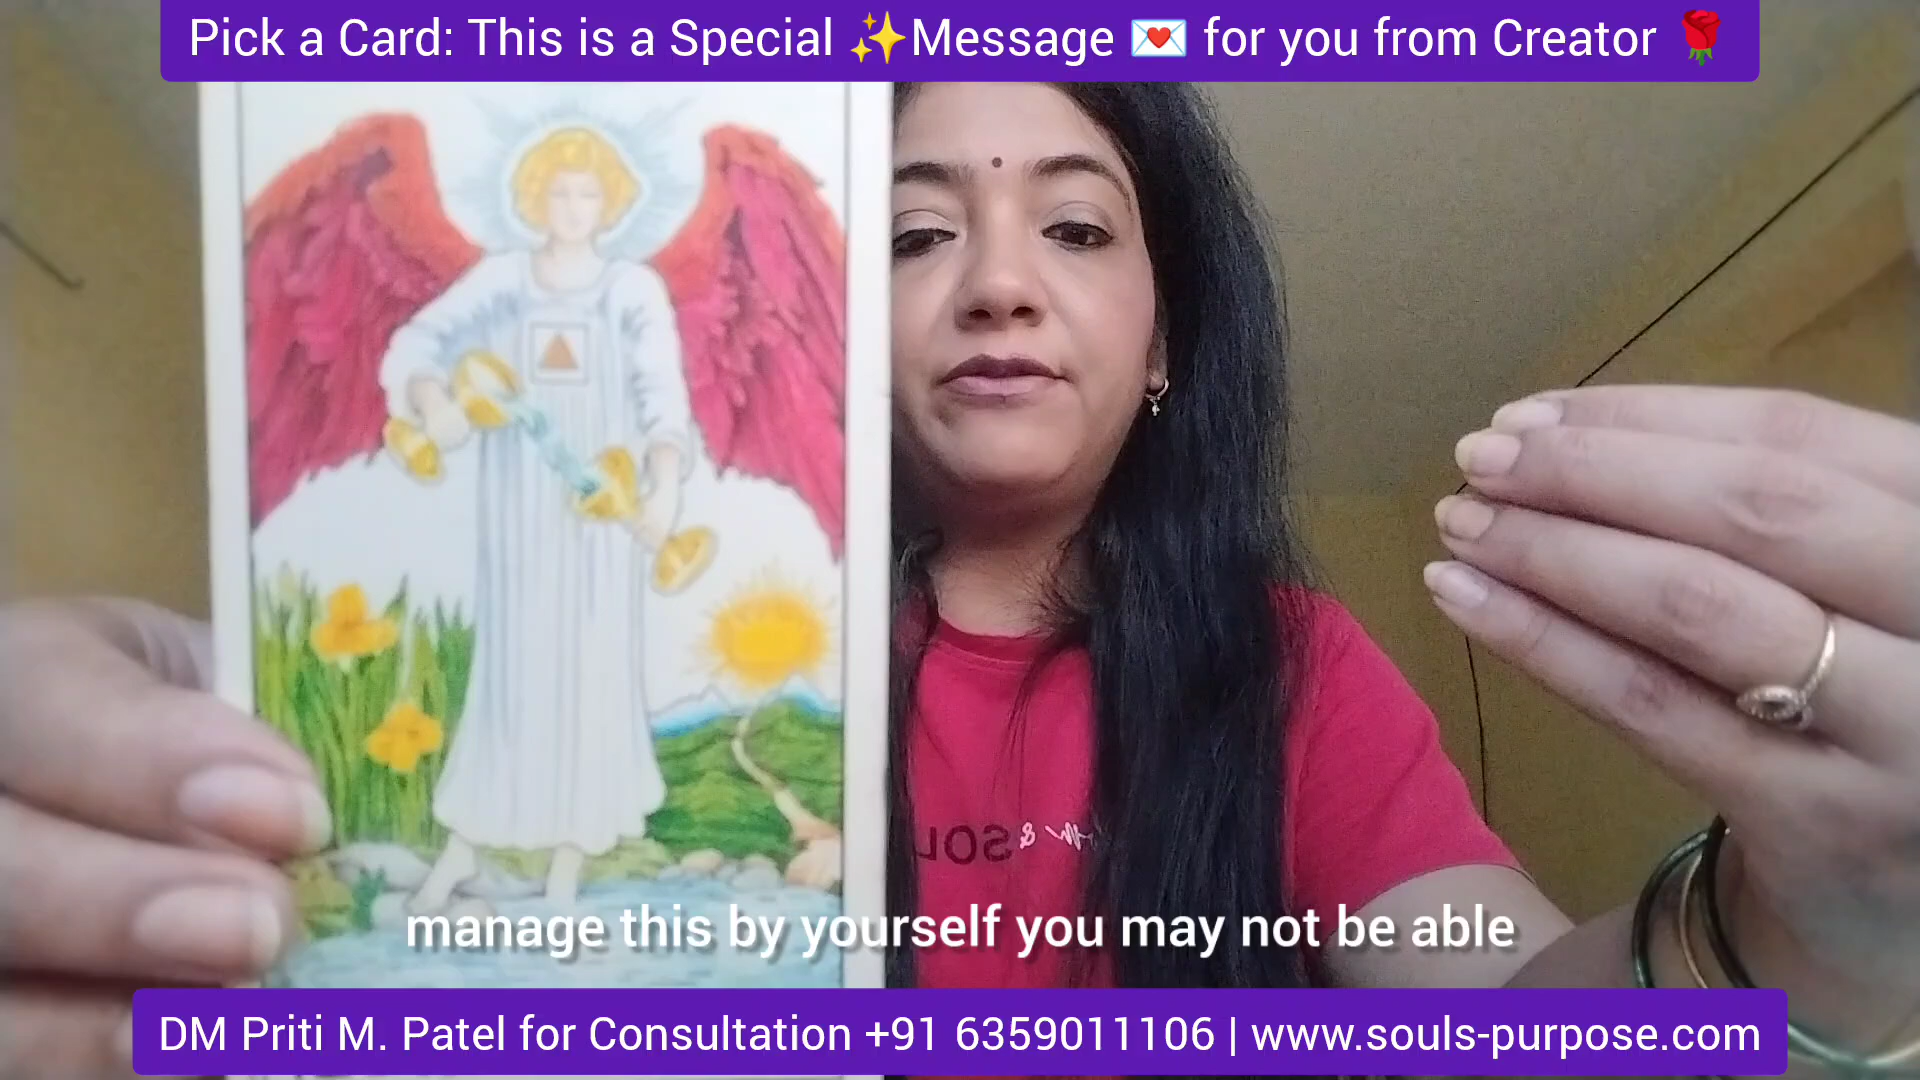 Pick a Card: This is a Special ✨Message 💌 for you from Creator 🌹
manage this by yourself you may not be able
DM Priti M. Patel for Consultation +91 6359011106 | www.souls-purpose.com